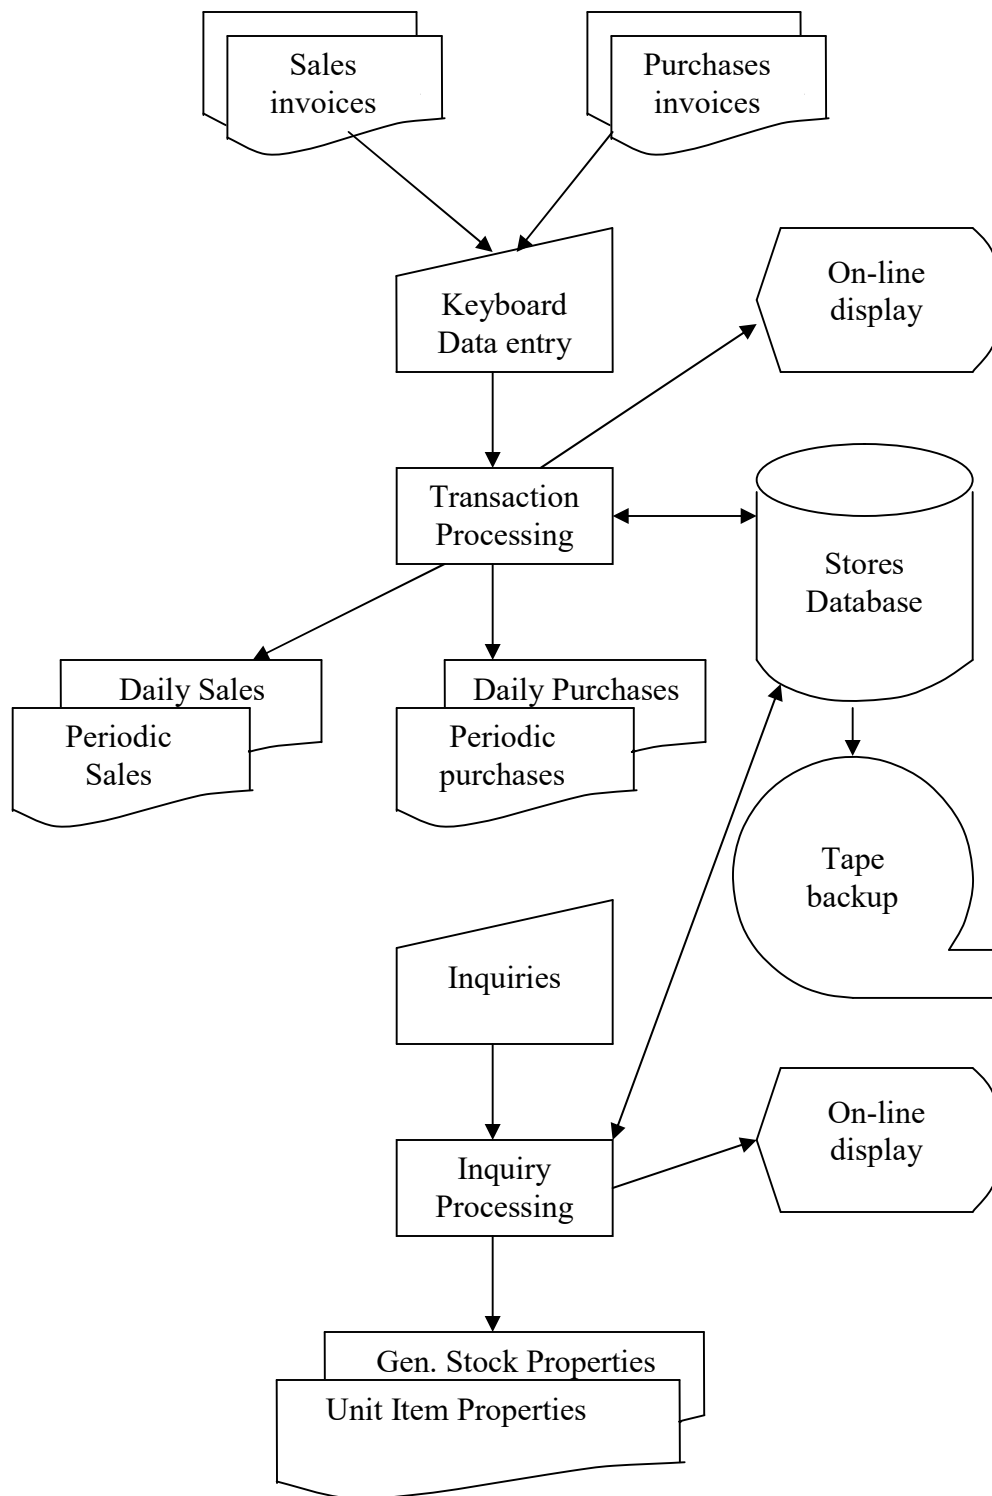 Sales
invoices
Purchases
invoices
On-line
display
Keyboard
Data entry
Transaction
Processing
Stores
Database
Daily Sales
Periodic
Sales
Daily Purchases
Periodic
purchases
Tape
backup
Inquiries
On-line
display
Inquiry
Processing
Gen. Stock Properties
Unit Item Properties